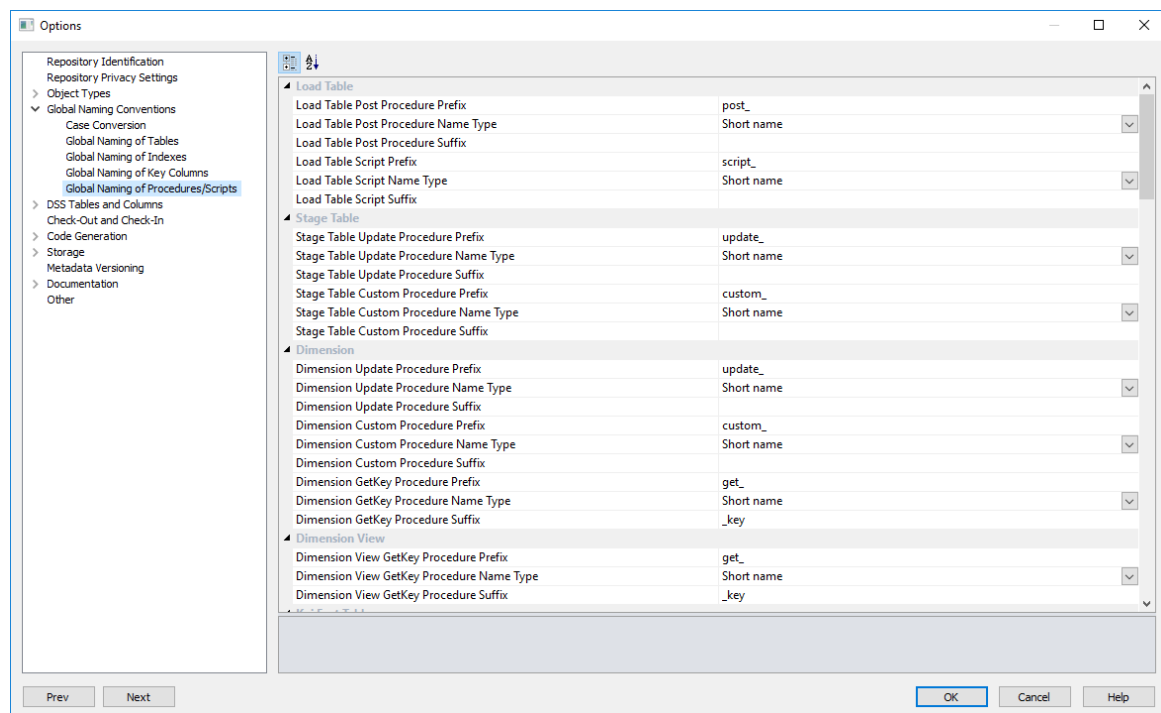 Options
Repository Identification
Repository Privacy Settings
Object Types
Global Naming Conventions
Case Conversion
Global Naming of Tables
Global Naming of Indexes
Global Naming of Key Columns
Global Naming of Procedures/Scripts
DSS Tables and Columns
Check-Out and Check-In
Code Generation
Storage
Metadata Versioning
Documentation
Other
Load Table
Load Table Post Procedure Prefix post_
Load Table Post Procedure Name Type Short name
Load Table Post Procedure Suffix
Load Table Script Prefix script_
Load Table Script Name Type Short name
Load Table Script Suffix
Stage Table
Stage Table Update Procedure Prefix update_
Stage Table Update Procedure Name Type Short name
Stage Table Update Procedure Suffix
Stage Table Custom Procedure Prefix custom_
Stage Table Custom Procedure Name Type Short name
Stage Table Custom Procedure Suffix
Dimension
Dimension Update Procedure Prefix update_
Dimension Update Procedure Name Type Short name
Dimension Update Procedure Suffix
Dimension Custom Procedure Prefix custom_
Dimension Custom Procedure Name Type Short name
Dimension Custom Procedure Suffix
Dimension GetKey Procedure Prefix get_
Dimension GetKey Procedure Name Type Short name
Dimension GetKey Procedure Suffix _key
Dimension View
Dimension View GetKey Procedure Prefix get_
Dimension View GetKey Procedure Name Type Short name
Dimension View GetKey Procedure Suffix _key
Prev Next OK Cancel Help